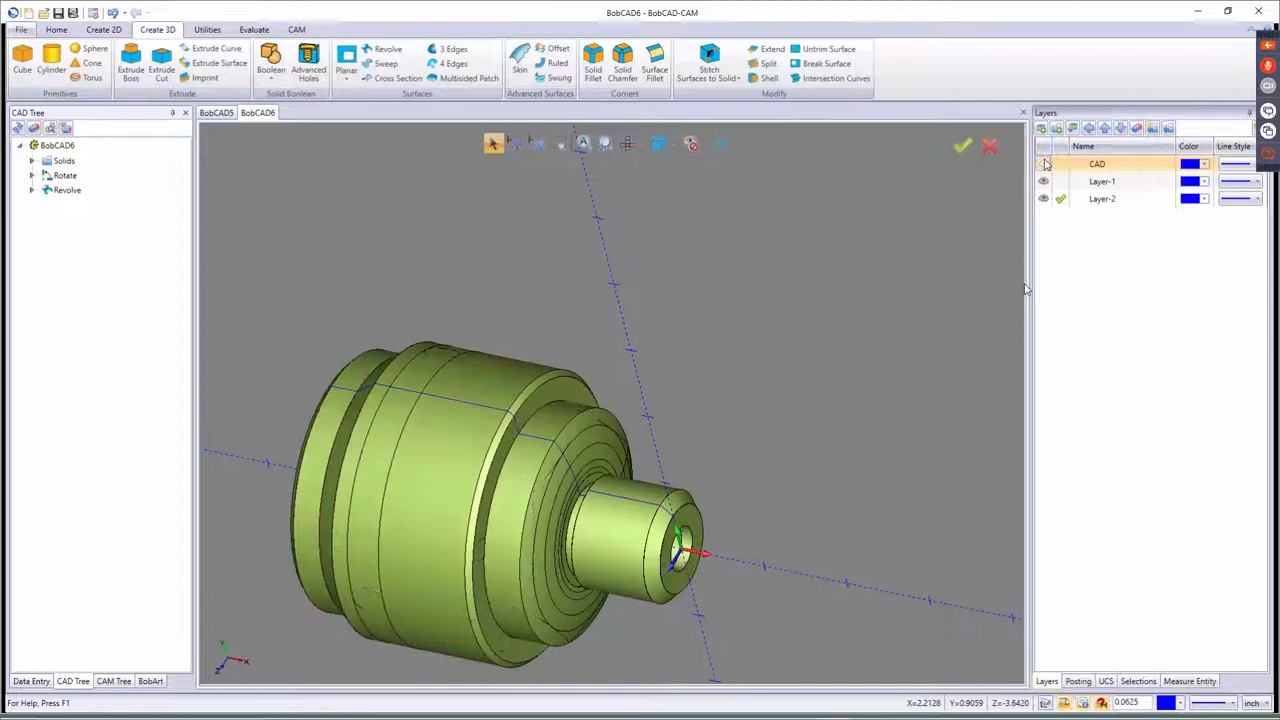 BobCAD6 - BobCAD-CAM
File Home Create 2D Create 3D Utilities Evaluate CAM
Cube Cylinder Sphere Cone Torus
Primitives
Extrude Boss Extrude Cut Extrude Curve Extrude Surface Imprint
Extrude
Boolean Advanced Holes
Solid Boolean
Planar Revolve Sweep Cross Section 3 Edges 4 Edges Multisided Patch
Surfaces
Skin Offset Ruled Swung
Advanced Surfaces
Solid Fillet Solid Chamfer Surface Fillet
Corners
Stitch Surfaces to Solid Extend Split Shell Untrim Surface Break Surface Intersection Curves
Modify
CAD Tree
BobCAD6
Solids
Rotate
Revolve
BobCAD5 BobCAD6
Layers
Name Color Line Style
CAD
Layer-1
Layer-2
Y
X
Z
Data Entry CAD Tree CAM Tree BobArt
Layers Posting UCS Selections Measure Entity
For Help, Press F1
X=2.2128 Y=0.9059 Z=-3.6420 0.0625 inch